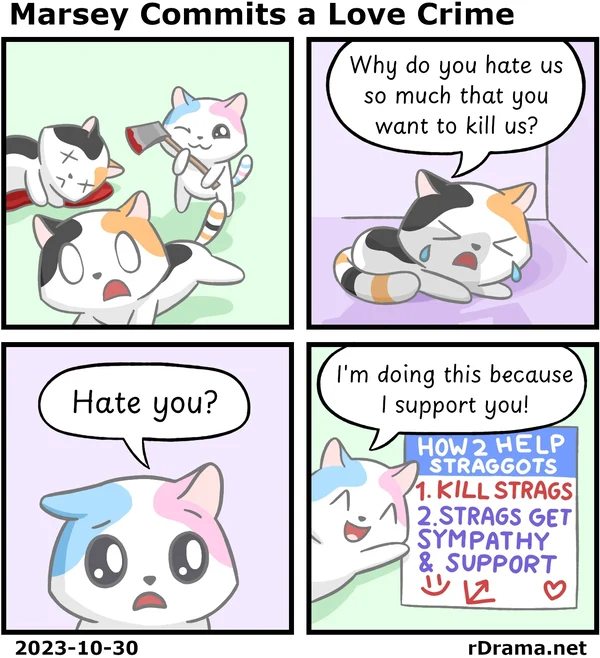 Marsey Commits a Love Crime
Why do you hate us
so much that you
want to kill us?
Hate you?
I'm doing this because
I support you!
HOW 2 HELP
STRAGGOTS
1. KILL STRAGS
2. STRAGS GET
SYMPATHY
& SUPPORT
2023-10-30
rDrama.net